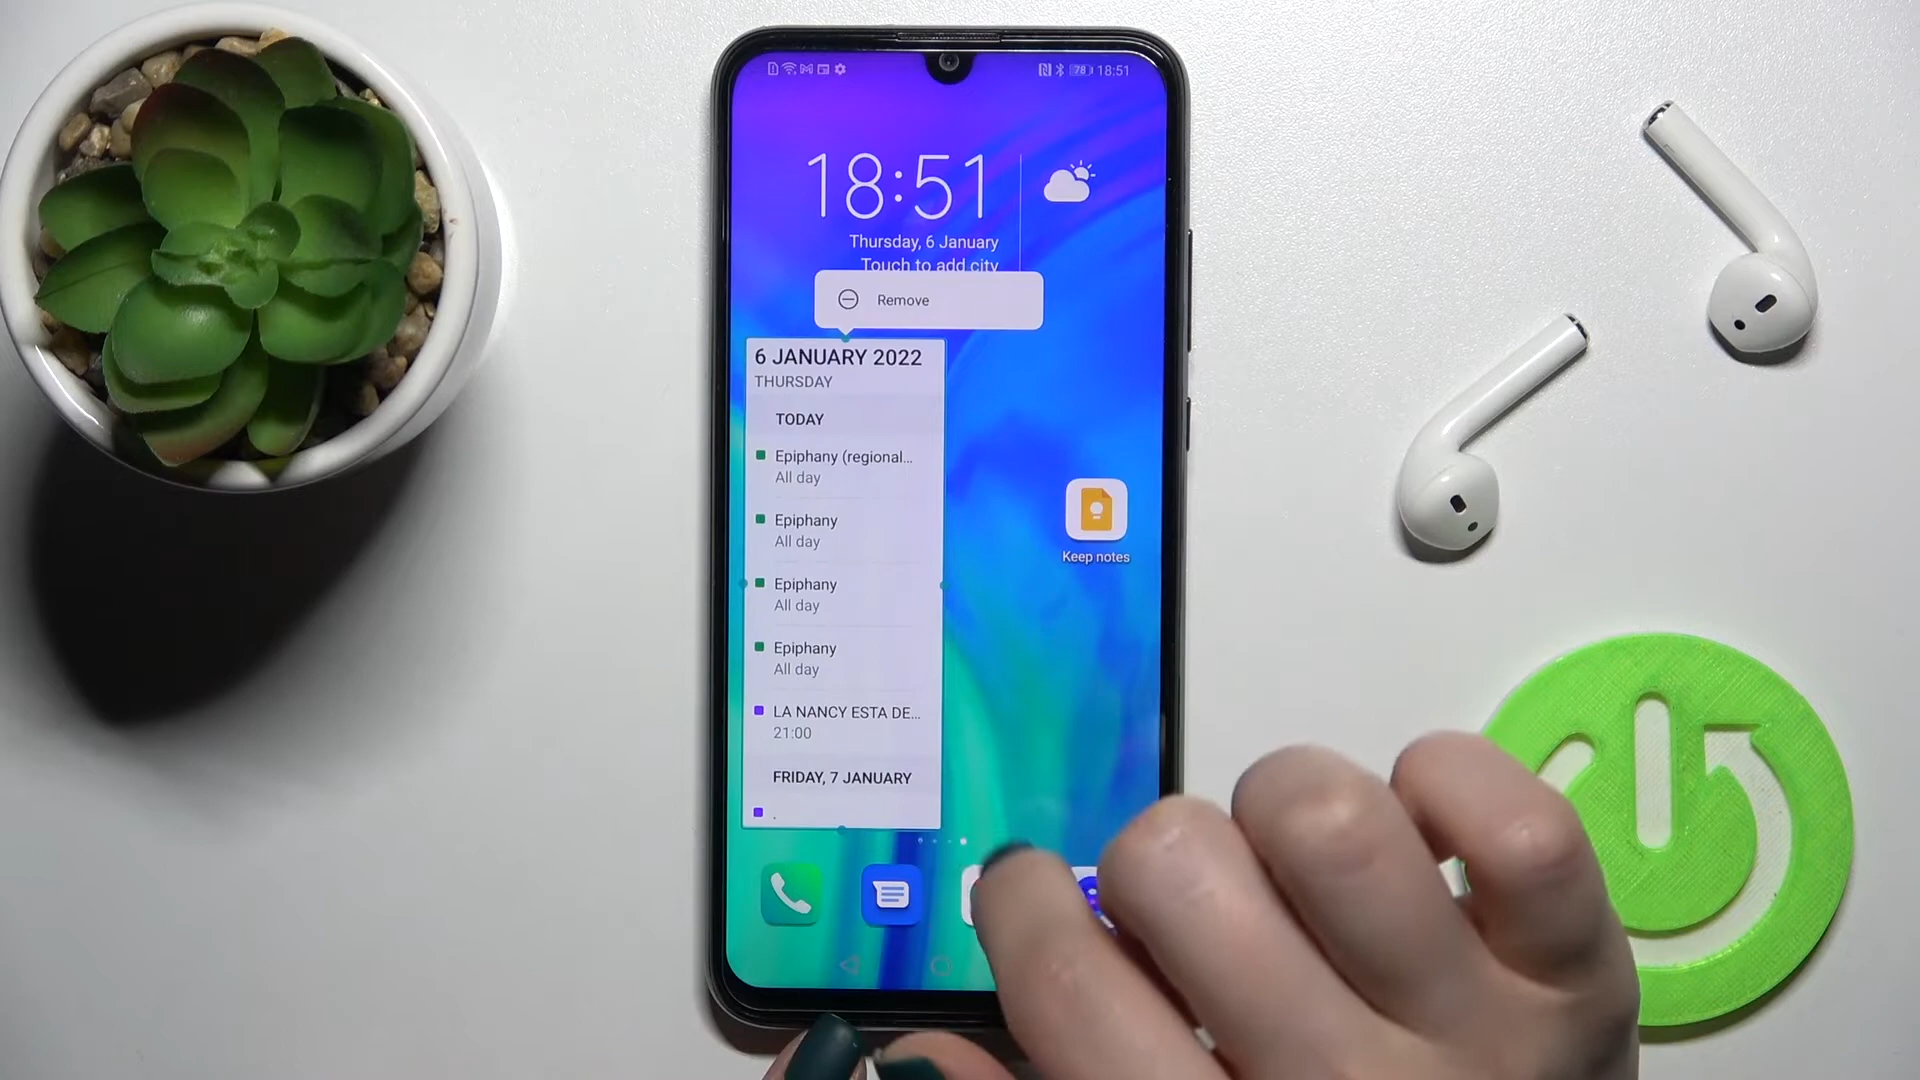 78 18:51
18:51
Thursday, 6 January
Touch to add city
Remove
6 JANUARY 2022
THURSDAY
TODAY
Epiphany (regional...
All day
Epiphany
All day
Epiphany
All day
Epiphany
All day
LA NANCY ESTA DE...
21:00
FRIDAY, 7 JANUARY
.
Keep notes